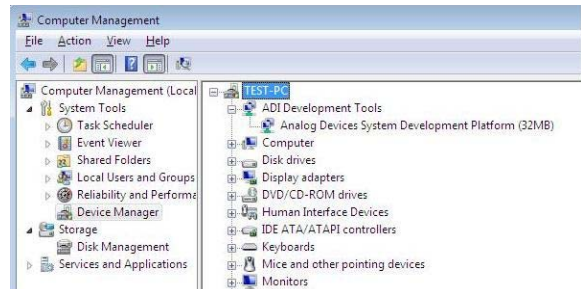 Computer Management
File Action View Help
Computer Management (Local
System Tools
Task Scheduler
Event Viewer
Shared Folders
Local Users and Groups
Reliability and Performa
Device Manager
Storage
Disk Management
Services and Applications
TEST-PC
ADI Development Tools
Analog Devices System Development Platform (32MB)
Computer
Disk drives
Display adapters
DVD/CD-ROM drives
Human Interface Devices
IDE ATA/ATAPI controllers
Keyboards
Mice and other pointing devices
Monitors